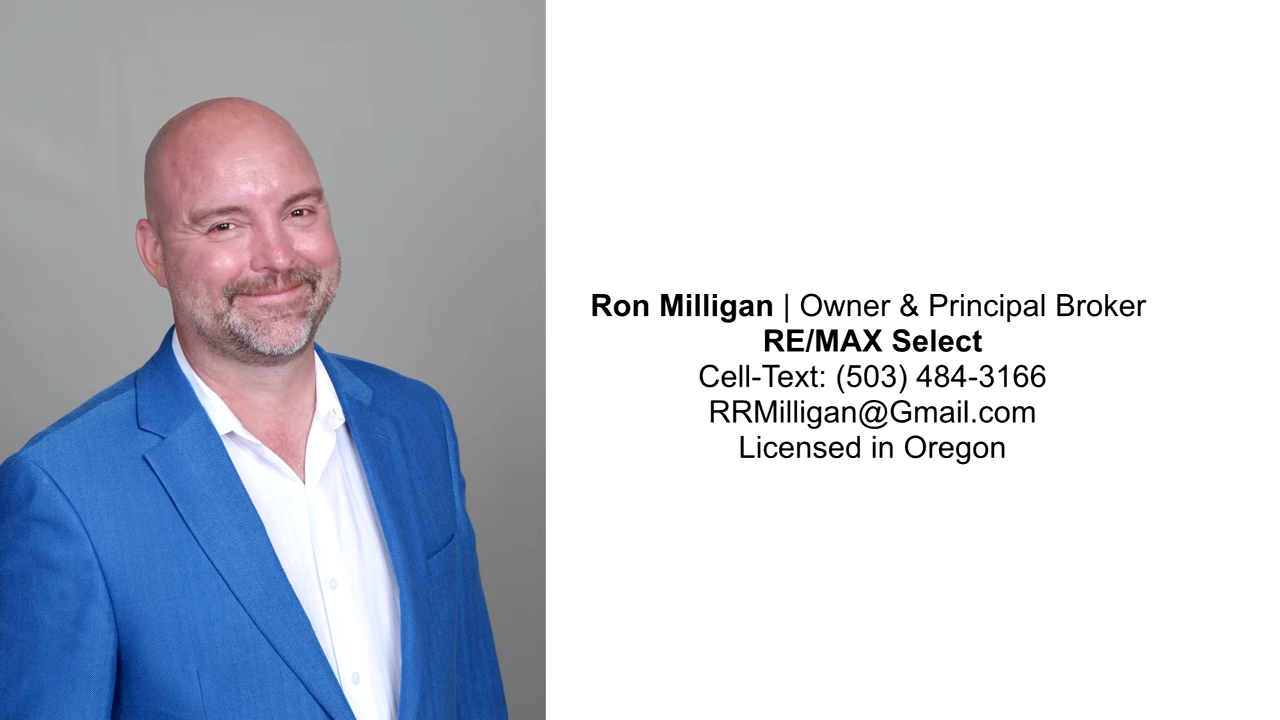 Ron Milligan | Owner & Principal Broker
RE/MAX Select
Cell-Text: (503) 484-3166
RRMilligan@Gmail.com
Licensed in Oregon